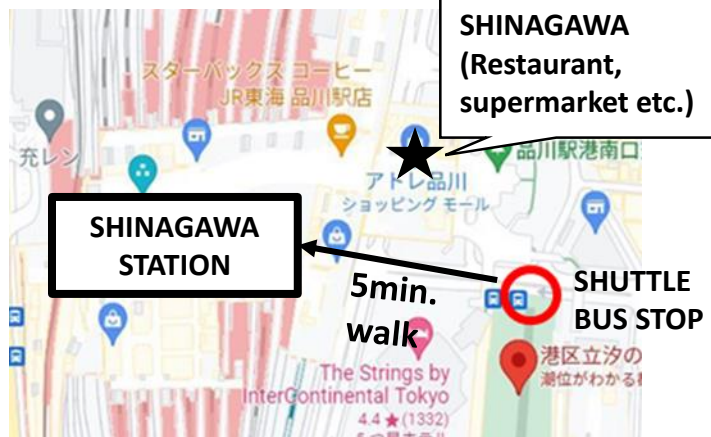 SHINAGAWA
(Restaurant,
supermarket etc.)
スターバックス コーヒー
JR東海 品川駅店
充レン
品川駅港南口
アトレ品川
ショッピング モール
SHINAGAWA
STATION
5min.
walk
SHUTTLE
BUS STOP
港区立汐の
潮位がわかる
The Strings by
InterContinental Tokyo
4.4★(1332)